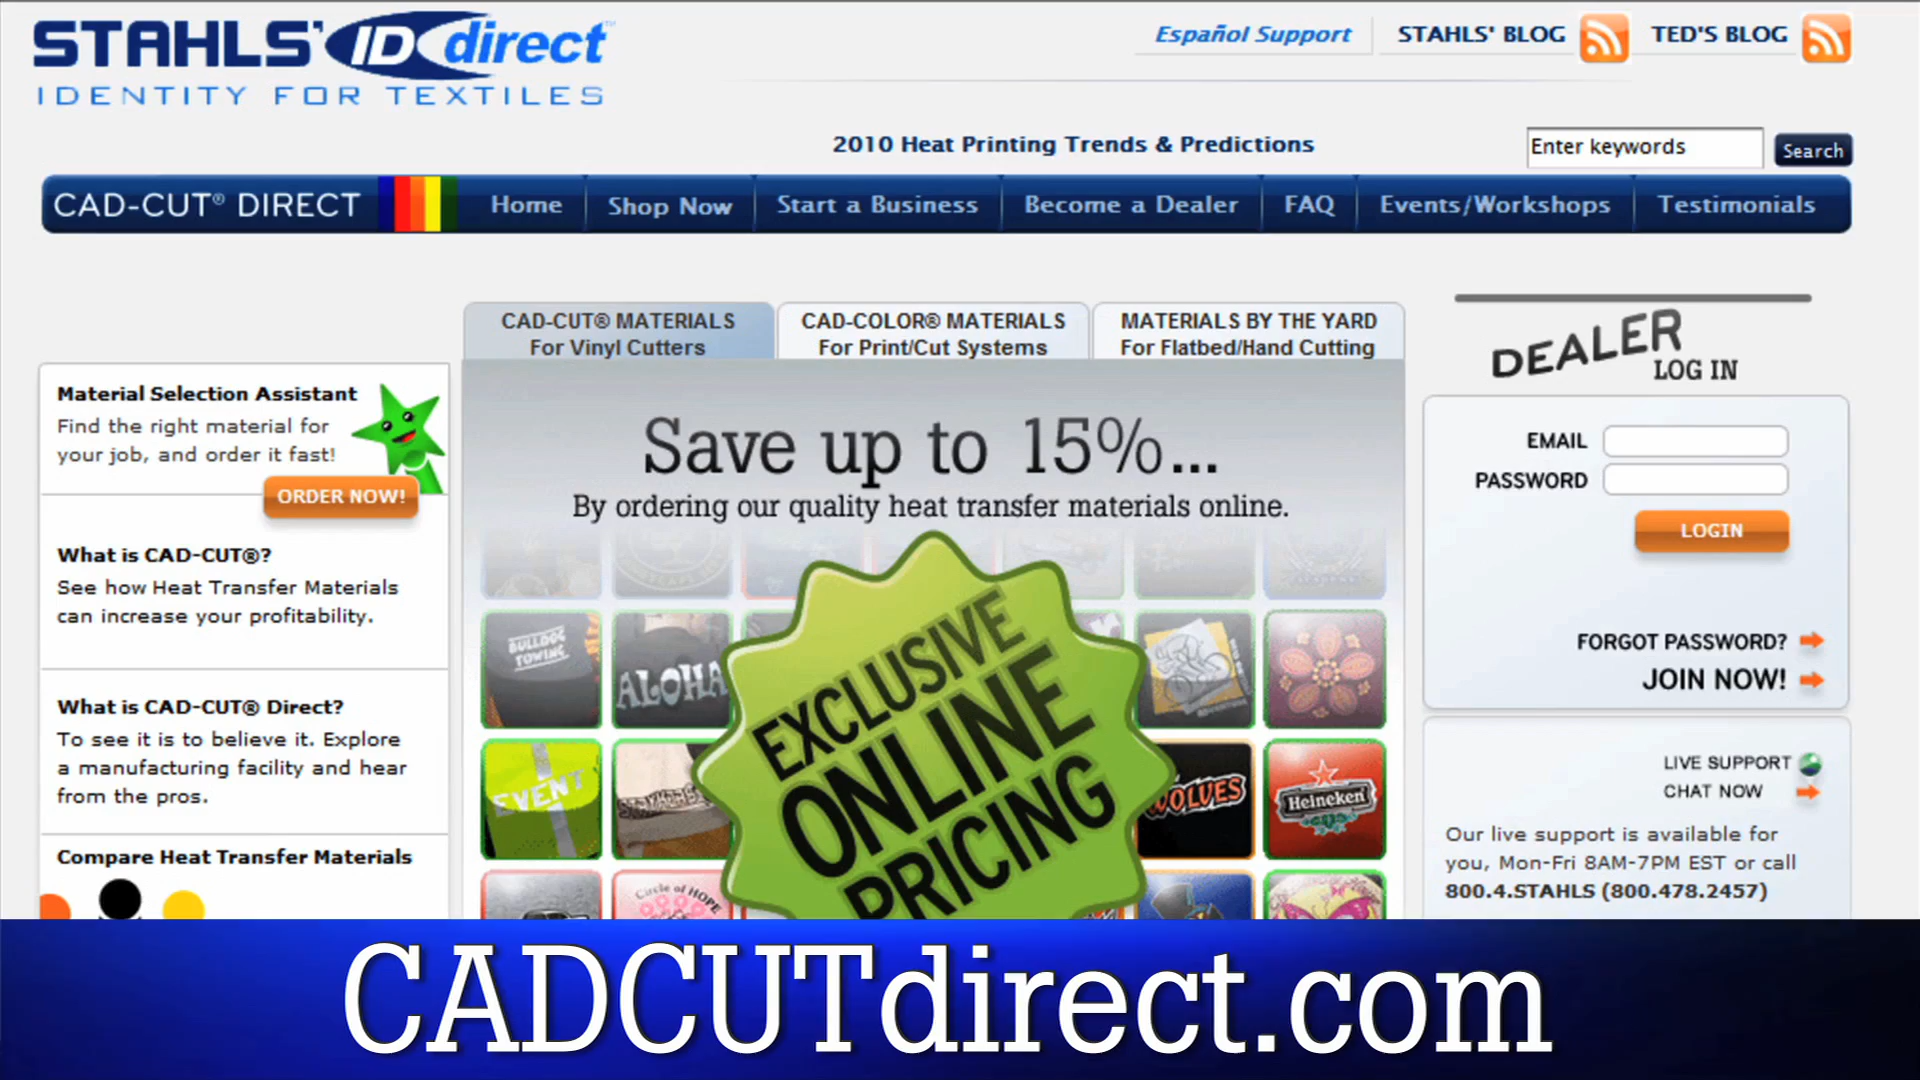 STAHLS' ID direct
IDENTITY FOR TEXTILES
Español Support
STAHLS' BLOG
TED'S BLOG
2010 Heat Printing Trends & Predictions
Enter keywords
Search
CAD-CUT® DIRECT
Home
Shop Now
Start a Business
Become a Dealer
FAQ
Events/Workshops
Testimonials
Material Selection Assistant
Find the right material for
your job, and order it fast!
ORDER NOW!
What is CAD-CUT®?
See how Heat Transfer Materials
can increase your profitability.
What is CAD-CUT® Direct?
To see it is to believe it. Explore
a manufacturing facility and hear
from the pros.
Compare Heat Transfer Materials
CAD-CUT® MATERIALS
For Vinyl Cutters
CAD-COLOR® MATERIALS
For Print/Cut Systems
MATERIALS BY THE YARD
For Flatbed/Hand Cutting
Save up to 15%...
By ordering our quality heat transfer materials online.
BULLDOG
TOWING
ALOHA
EXCLUSIVE
ONLINE
PRICING
EVENT
WOLVES
Heineken
Circle of HOPE
DEALER
LOG IN
EMAIL
PASSWORD
LOGIN
FORGOT PASSWORD?
JOIN NOW!
LIVE SUPPORT
CHAT NOW
Our live support is available for
you, Mon-Fri 8AM-7PM EST or call
800.4.STAHLS (800.478.2457)
CADCUTdirect.com